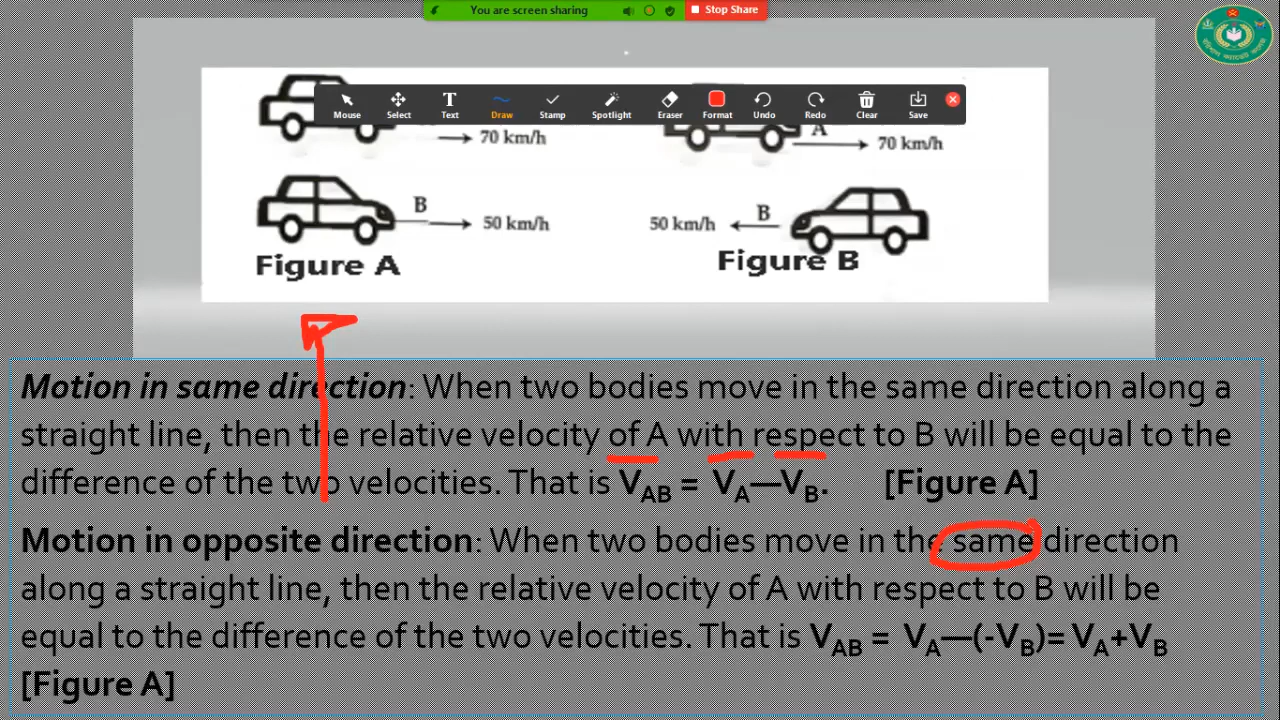 You are screen sharing
Stop Share
Mouse Select Text Draw Stamp Spotlight Eraser Format Undo Redo Clear Save
70 km/h
A
70 km/h
B
50 km/h
50 km/h
B
Figure A
Figure B
Motion in same direction: When two bodies move in the same direction along a
straight line, then the relative velocity of A with respect to B will be equal to the
difference of the two velocities. That is VAB = VA—VB. [Figure A]
Motion in opposite direction: When two bodies move in the same direction
along a straight line, then the relative velocity of A with respect to B will be
equal to the difference of the two velocities. That is VAB = VA—(-VB)= VA+VB
[Figure A]